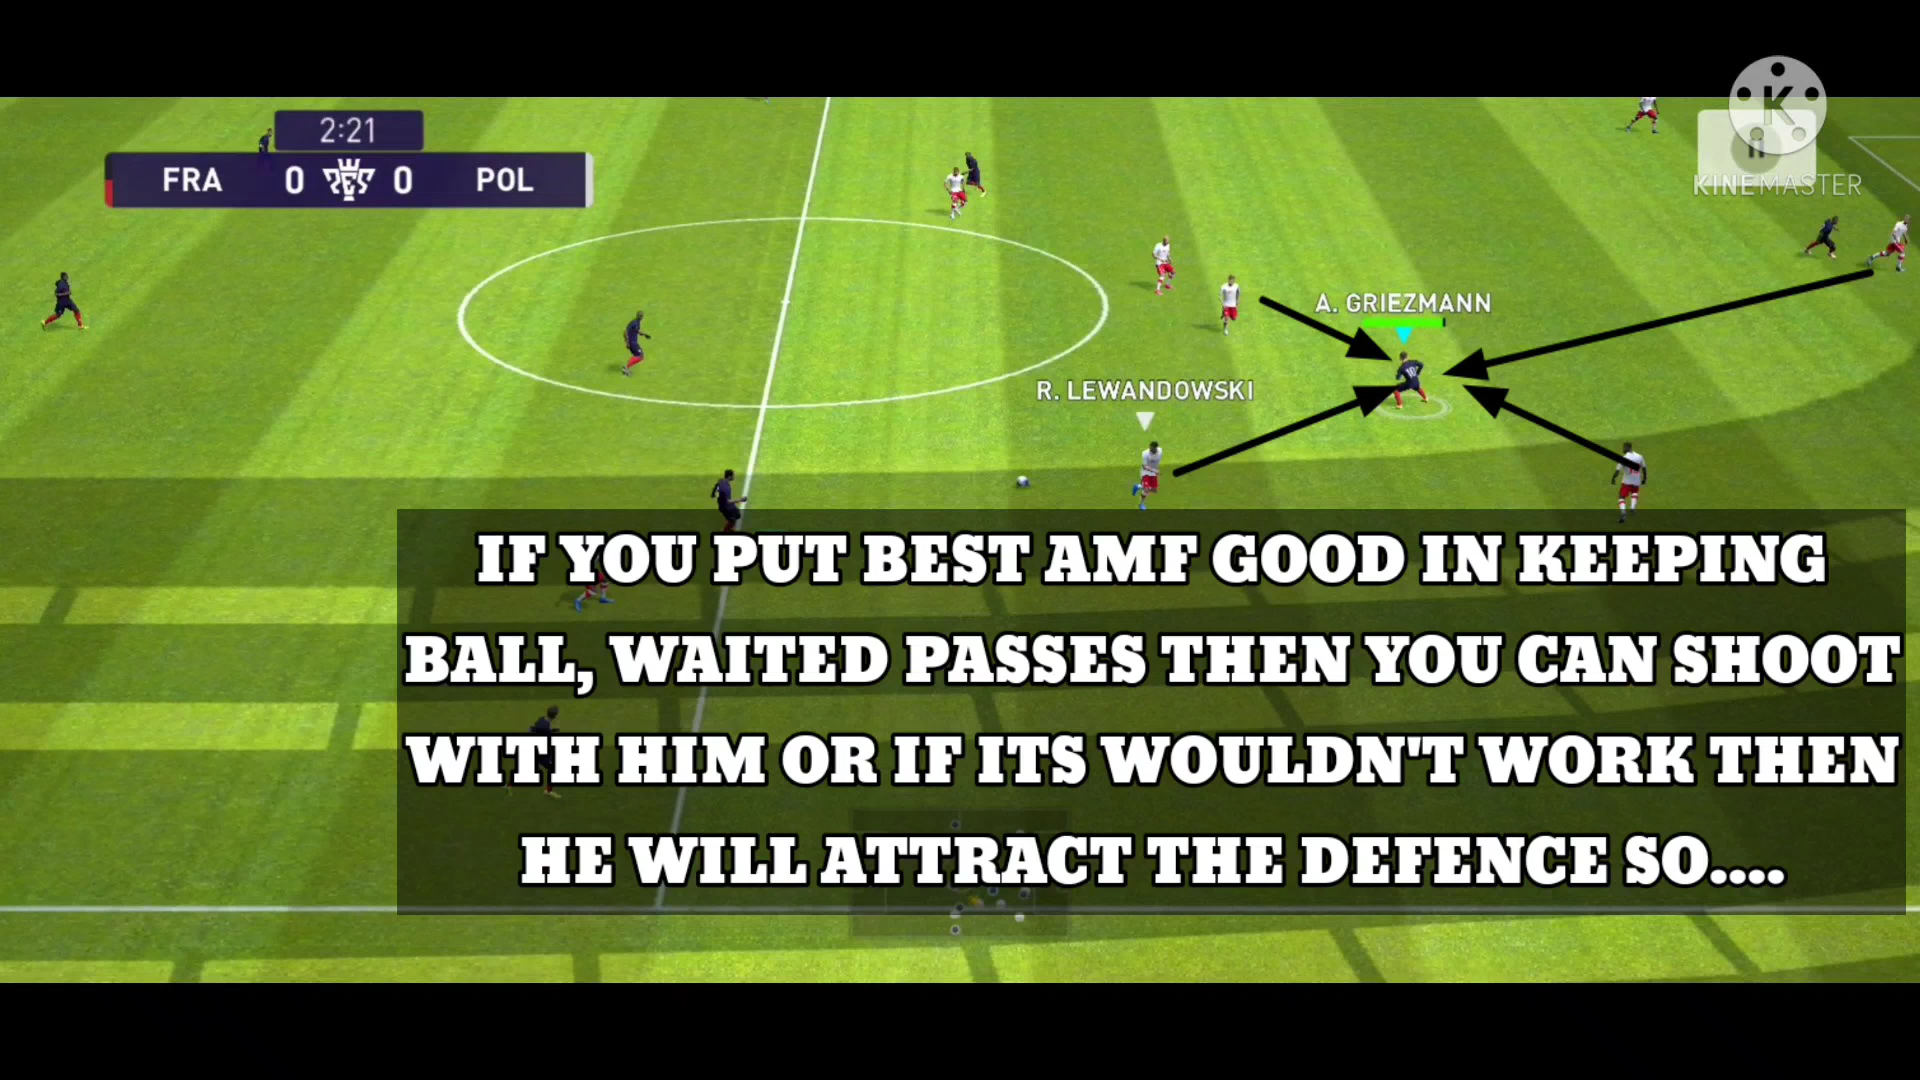 2:21
FRA 0 PES 0 POL
KINEMASTER
A. GRIEZMANN
R. LEWANDOWSKI
IF YOU PUT BEST AMF GOOD IN KEEPING
BALL, WAITED PASSES THEN YOU CAN SHOOT
WITH HIM OR IF ITS WOULDN'T WORK THEN
HE WILL ATTRACT THE DEFENCE SO....